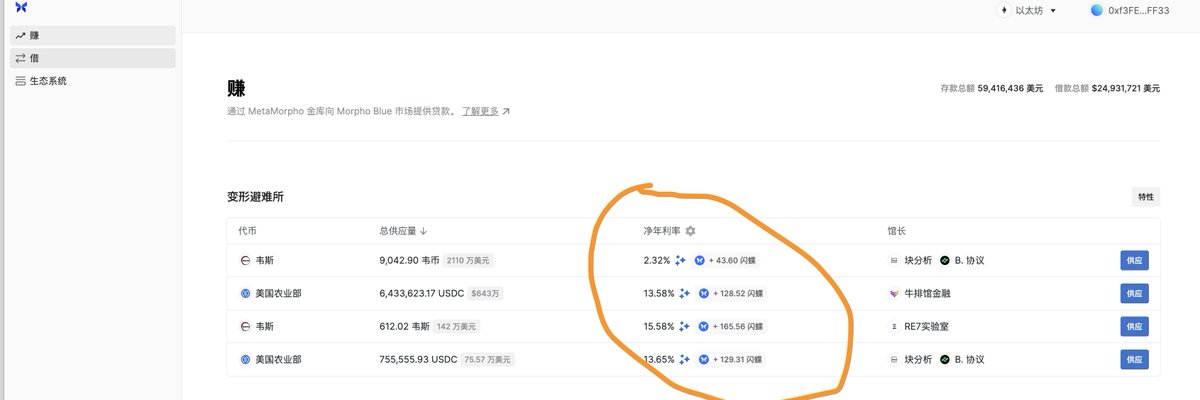 以太坊 0xf3FE...FF33
赚
借
生态系统
赚
存款总额 59,416,436 美元 借款总额 $24,931,721 美元
通过 MetaMorpho 金库向 Morpho Blue 市场提供贷款。 了解更多
变形避难所 特性
代币 总供应量 净年利率 馆长
韦斯 9,042.90 韦币 2110 万美元 2.32% + 43.60 闪蝶 块分析 B. 协议 供应
美国农业部 6,433,623.17 USDC $643万 13.58% + 128.52 闪蝶 牛排馆金融 供应
韦斯 612.02 韦斯 142 万美元 15.58% + 165.56 闪蝶 RE7实验室 供应
美国农业部 755,555.93 USDC 75.57 万美元 13.65% + 129.31 闪蝶 块分析 B. 协议 供应